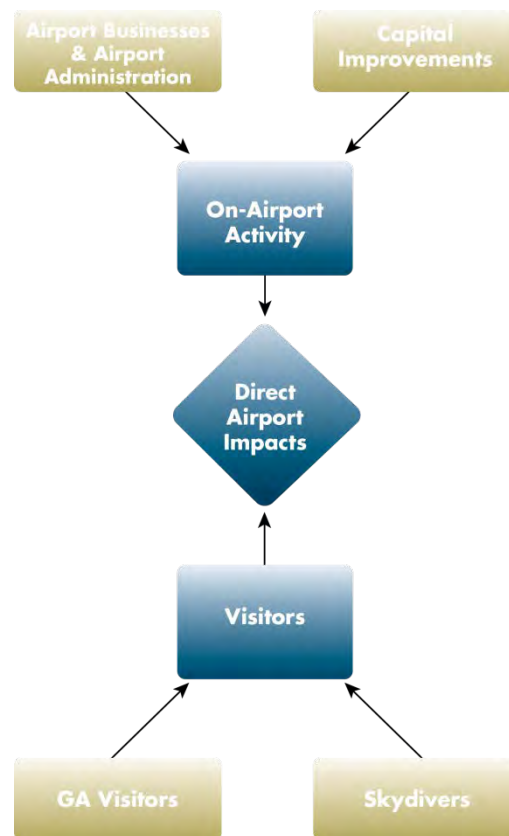 Airport Businesses
& Airport
Administration
Capital
Improvements
On-Airport
Activity
Direct
Airport
Impacts
Visitors
GA Visitors
Skydivers